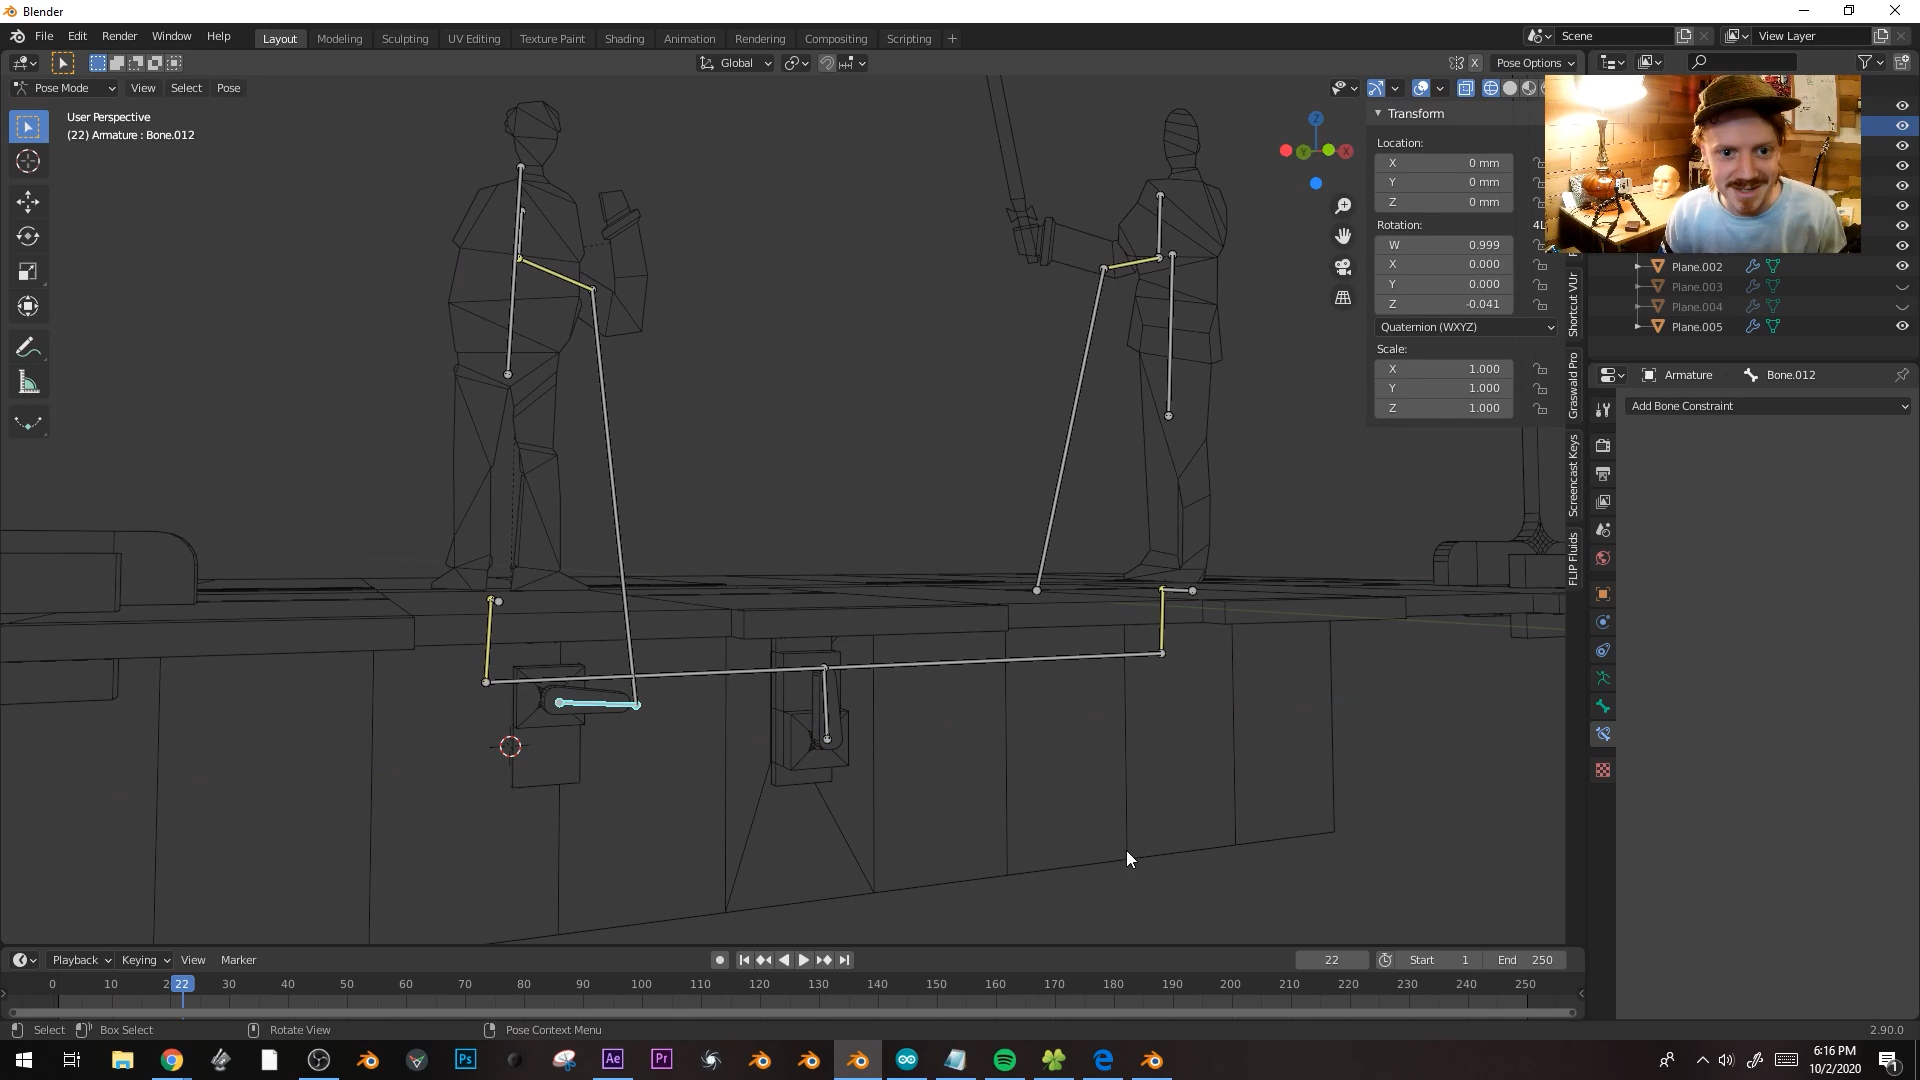 Blender
File Edit Render Window Help
Layout Modeling Sculpting UV Editing Texture Paint Shading Animation Rendering Compositing Scripting
Scene
View Layer
Global
X
Pose Options
Pose Mode View Select Pose
User Perspective
(22) Armature : Bone.012
Z
Y
X
Transform
Location:
X 0 mm
Y 0 mm
Z 0 mm
Rotation:
4L
W 0.999
X 0.000
Y 0.000
Z -0.041
Quaternion (WXYZ)
Scale:
X 1.000
Y 1.000
Z 1.000
Shortcut VUr
Graswald Pro
Screencast Keys
FLIP Fluids
Plane.002
Plane.003
Plane.004
Plane.005
Armature Bone.012
Add Bone Constraint
Playback Keying View Marker
22
Start 1
End 250
0 10 2 22 30 40 50 60 70 80 90 100 110 120 130 140 150 160 170 180 190 200 210 220 230 240 250
Select Box Select Rotate View Pose Context Menu
2.90.0
Ps Ae Pr
6:16 PM
10/2/2020
1